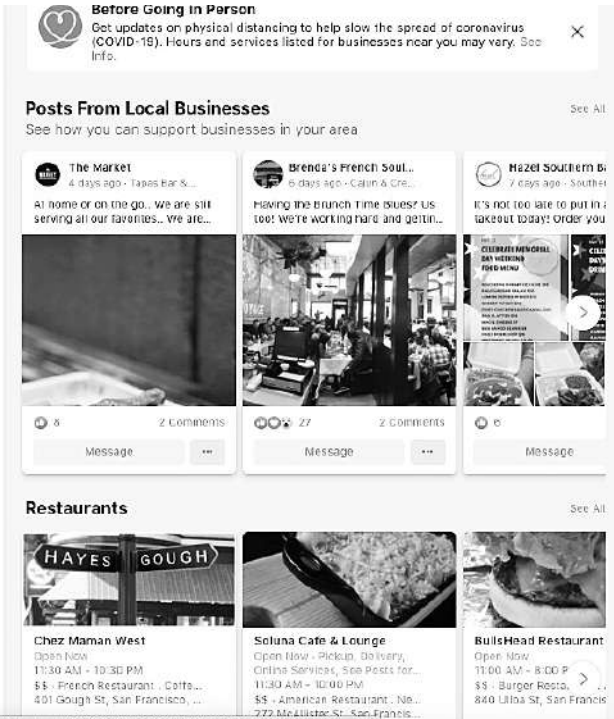 Before Going in Person
Get updates on physical distancing to help slow the spread of coronavirus
(COVID-19). Hours and services listed for businesses near you may vary. See
Info.
Posts From Local Businesses
See All
See how you can support businesses in your area
The Market
4 days ago · Tapas Bar &...
At home or on the go.. We are still
serving all our favorites.. We are...
8
2 Comments
Message
Brenda's French Soul...
6 days ago · Cajun & Cre...
Having the Brunch Time Blues? Us
too! We're working hard and gettin...
27
2 Comments
Message
Hazel Southern Ba
7 days ago · Souther
It's not too late to put in a
takeout today! Order you
CELEBRATE MEMORIAL
DAY WEEKEND
FOOD MENU
6
Message
Restaurants
See All
HAYES
GOUGH
Chez Maman West
Open Now
11:30 AM - 10:30 PM
$$ · French Restaurant · Coffe...
401 Gough St, San Francisco, ...
Soluna Cafe & Lounge
Open Now · Pickup, Delivery,
Online Services, See Posts for...
11:30 AM - 10:00 PM
$$ · American Restaurant · Ne...
272 McAllister St, San Francis...
BullsHead Restaurant
Open Now
11:00 AM - 8:00 P
$$ · Burger Resta...
840 Ulloa St, San Francis